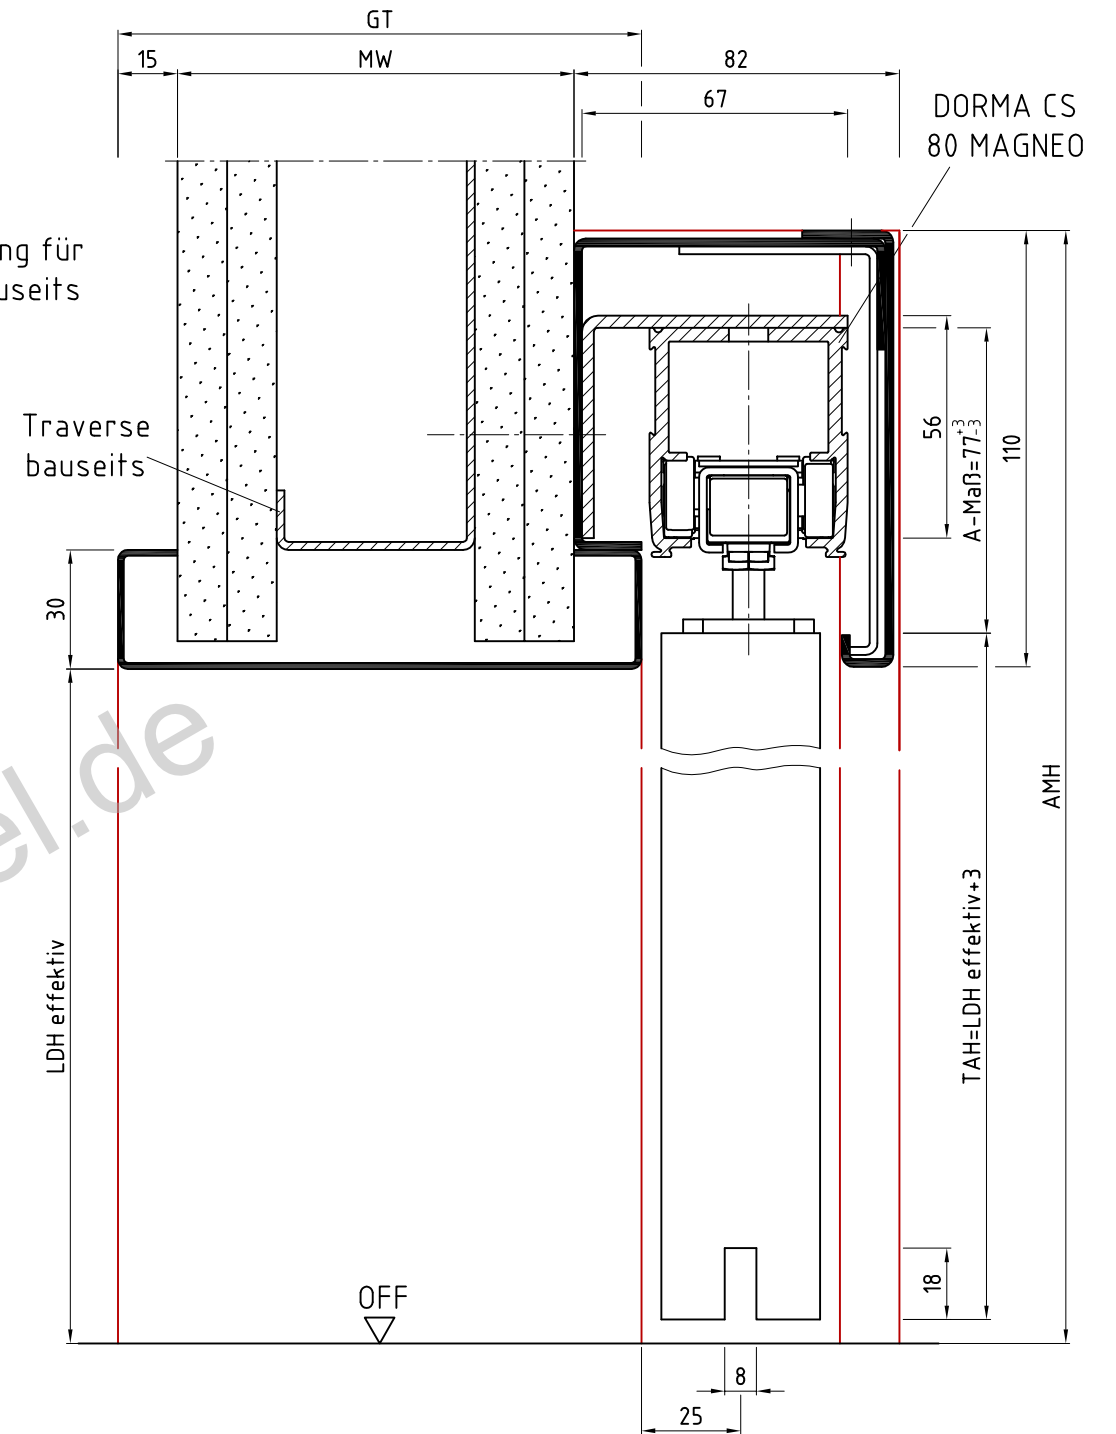 GT
15
MW
82
67
DORMA CS
80 MAGNEO
ng für
useits
Traverse
bauseits
56
A-Maß=77 +3 -3
110
30
AMH
LDH effektiv
TAH=LDH effektiv+3
el.de
OFF
18
8
25